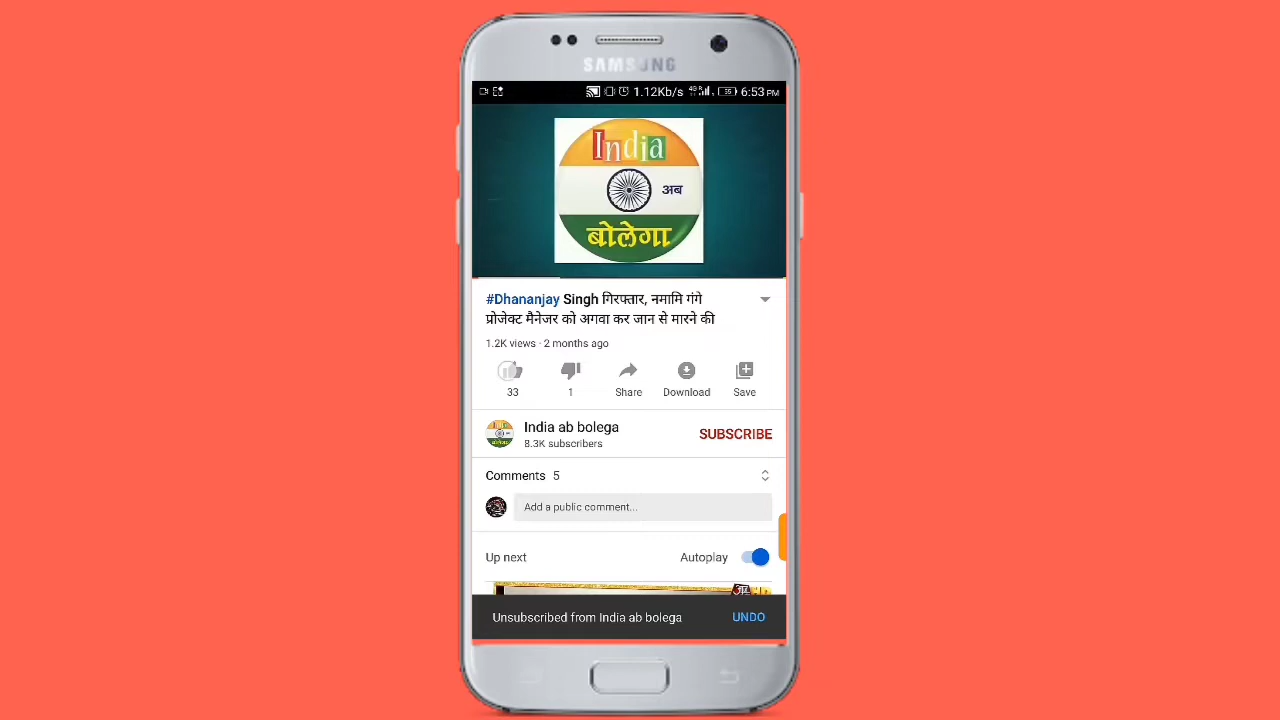 SAMSUNG
1.12Kb/s 4G 35 6:53 PM
India
अब
बोलेगा
#Dhananjay Singh गिरफ्तार, नमामि गंगे
प्रोजेक्ट मैनेजर को अगवा कर जान से मारने की
1.2K views · 2 months ago
33 1 Share Download Save
India ab bolega
8.3K subscribers
SUBSCRIBE
Comments 5
Add a public comment...
Up next Autoplay
Unsubscribed from India ab bolega UNDO